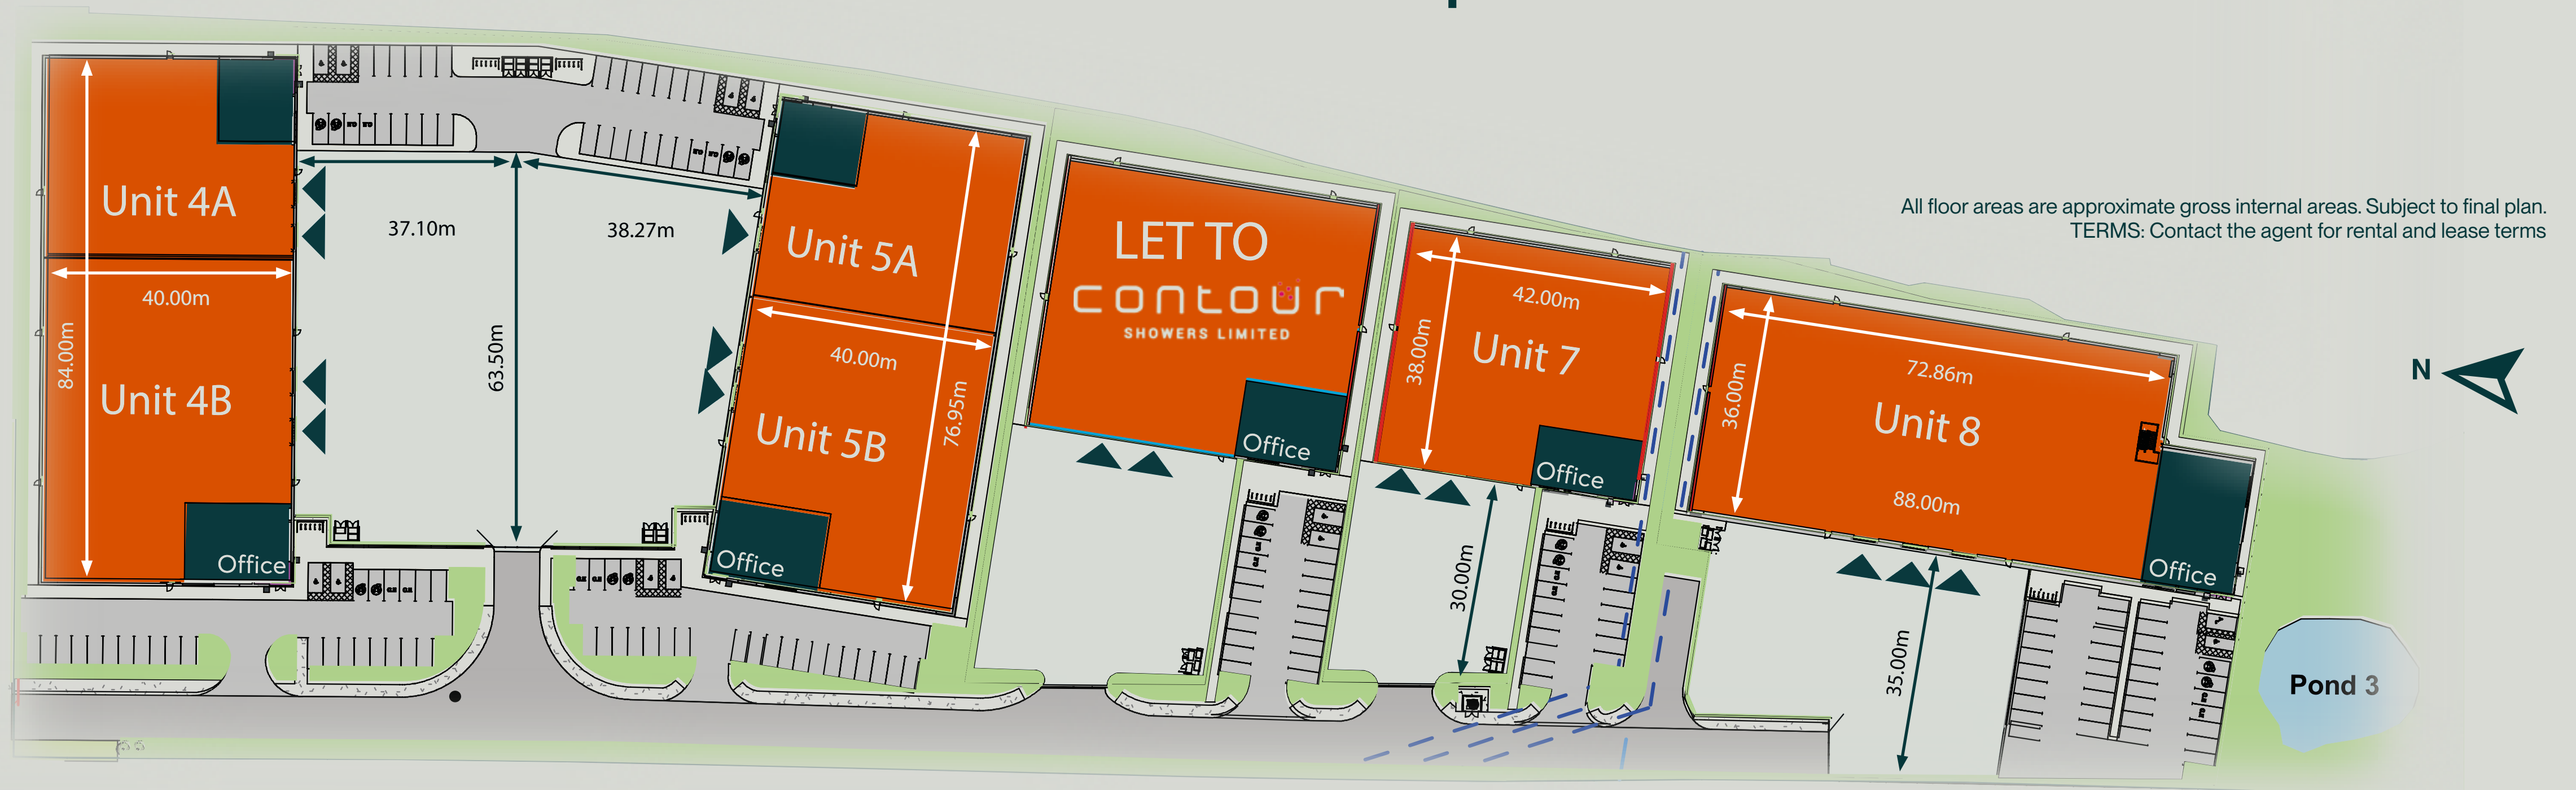 Unit 4A
Unit 4B
40.00m
84.00m
Office
37.10m
38.27m
63.50m
Unit 5A
40.00m
Unit 5B
76.95m
Office
LET TO
contour
SHOWERS LIMITED
Office
42.00m
38.00m
Unit 7
Office
30.00m
72.86m
36.00m
Unit 8
88.00m
Office
35.00m
All floor areas are approximate gross internal areas. Subject to final plan.
TERMS: Contact the agent for rental and lease terms
N
Pond 3